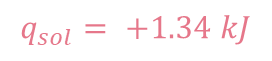 q_sol = +1.34 kJ